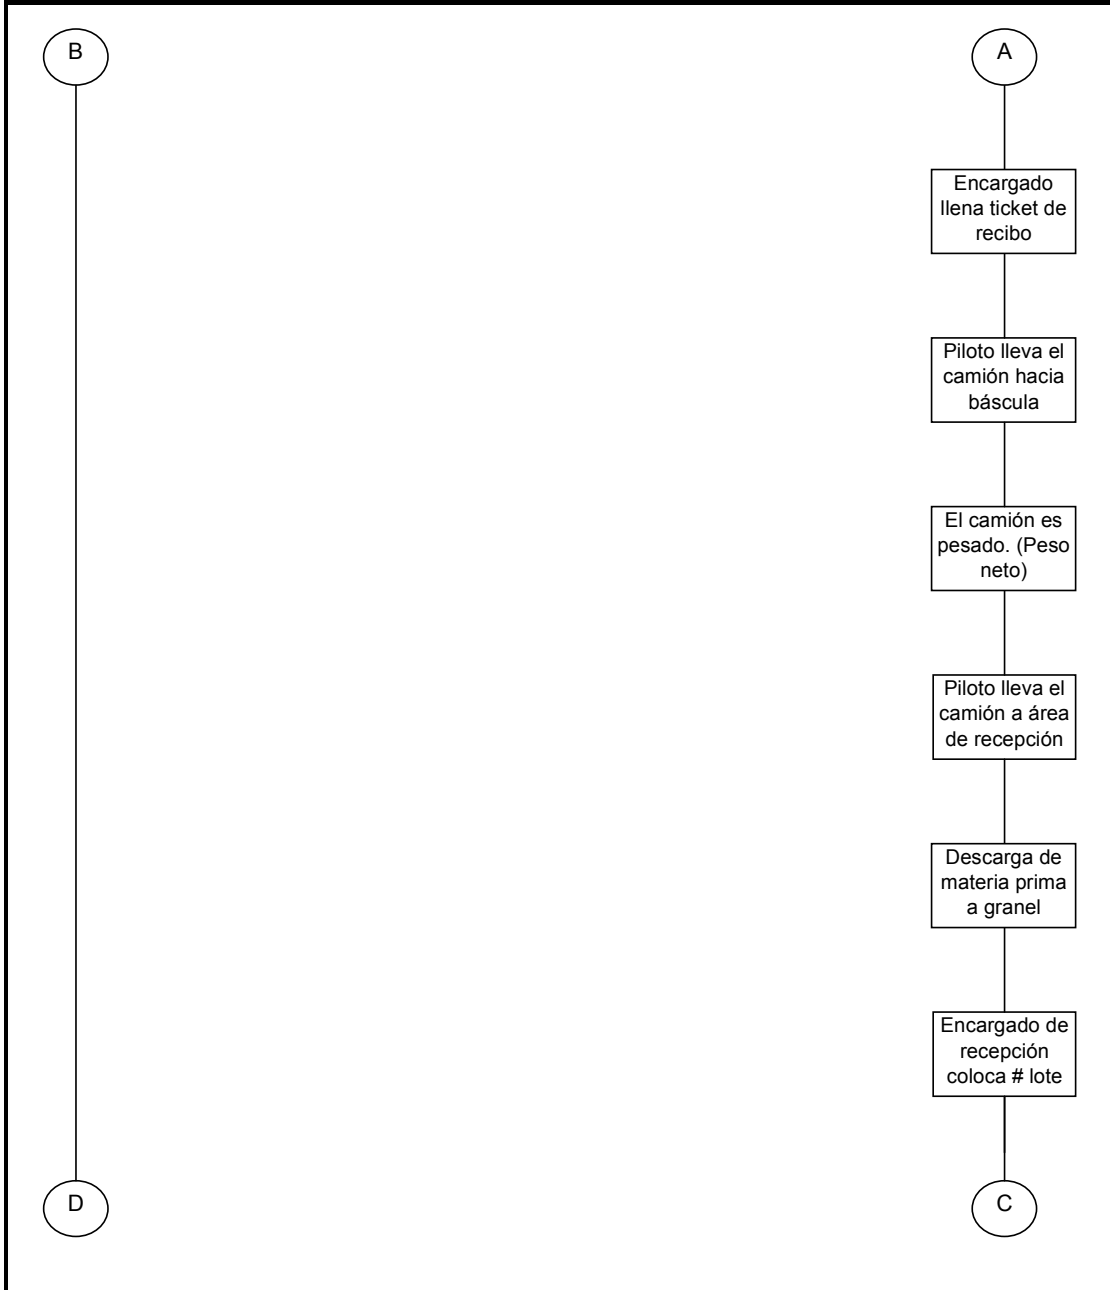 B
A
Encargado
llena ticket de
recibo
Piloto lleva el
camión hacia
báscula
El camión es
pesado. (Peso
neto)
Piloto lleva el
camión a área
de recepción
Descarga de
materia prima
a granel
Encargado de
recepción
coloca # lote
D
C